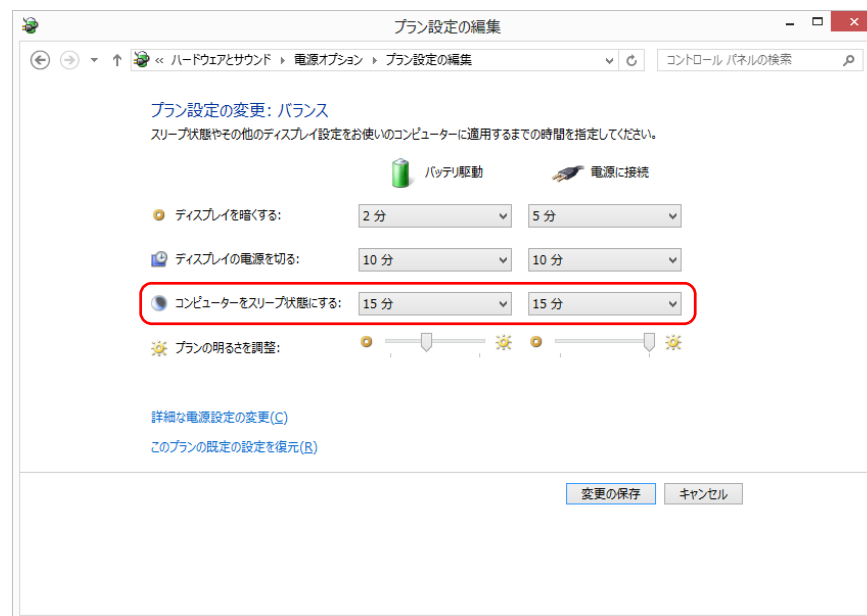 プラン設定の編集
« ハードウェアとサウンド ▸ 電源オプション ▸ プラン設定の編集
コントロール パネルの検索
プラン設定の変更: バランス
スリープ状態やその他のディスプレイ設定をお使いのコンピューターに適用するまでの時間を指定してください。
バッテリ駆動 電源に接続
ディスプレイを暗くする: 2 分 5 分
ディスプレイの電源を切る: 10 分 10 分
コンピューターをスリープ状態にする: 15 分 15 分
プランの明るさを調整:
詳細な電源設定の変更(C)
このプランの既定の設定を復元(R)
変更の保存 キャンセル